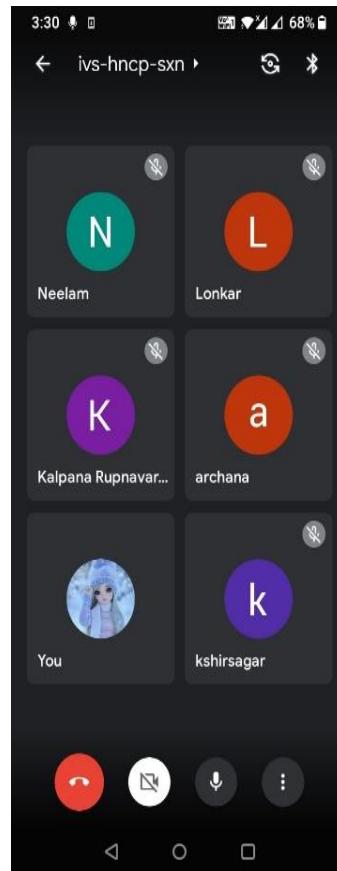 3:30 68%
ivs-hncp-sxn
N L
Neelam Lonkar
K a
Kalpana Rupnavar... archana
k
You kshirsagar